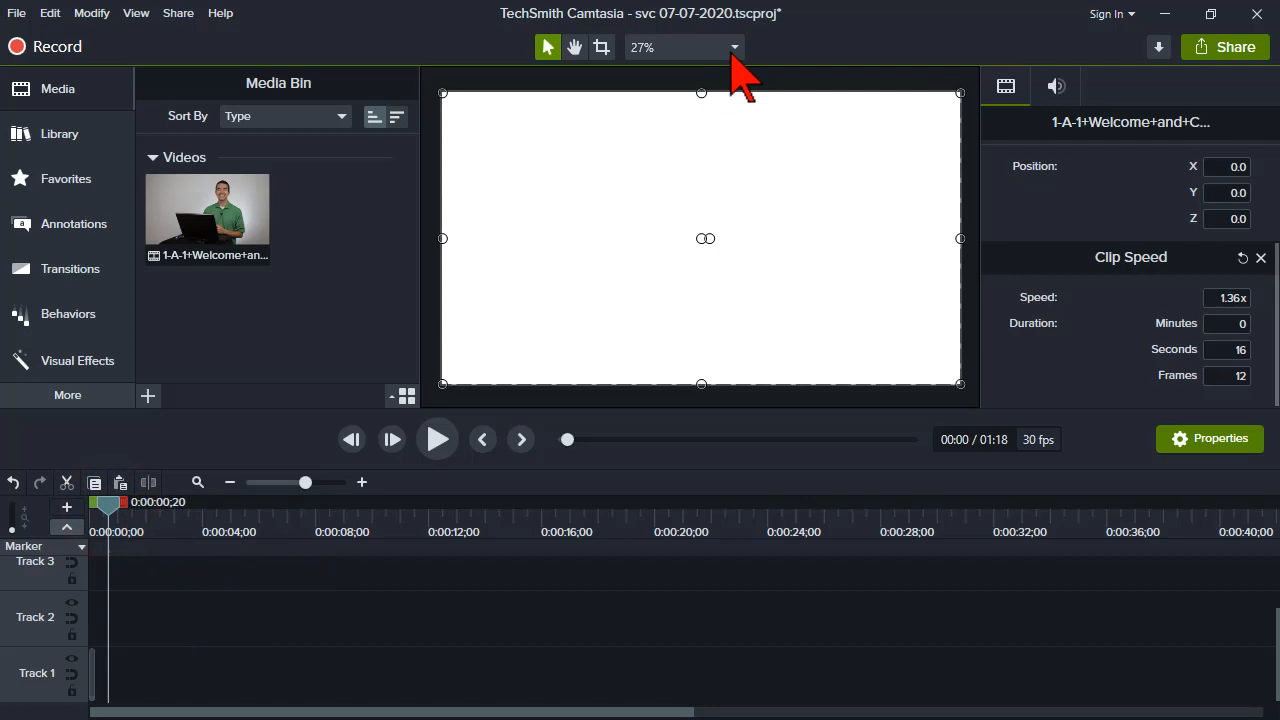 File Edit Modify View Share Help
TechSmith Camtasia - svc 07-07-2020.tscproj*
Sign In
Record
27%
Share
Media
Library
Favorites
Annotations
a
Transitions
Behaviors
Visual Effects
More
Media Bin
Sort By Type
Videos
1-A-1+Welcome+an...
1-A-1+Welcome+and+C...
Position: X 0.0
Y 0.0
Z 0.0
Clip Speed
Speed: 1.36x
Duration: Minutes 0
Seconds 16
Frames 12
00:00 / 01:18 30 fps
Properties
0:00:00;20
0:00:00;00 0:00:04;00 0:00:08;00 0:00:12;00 0:00:16;00 0:00:20;00 0:00:24;00 0:00:28;00 0:00:32;00 0:00:36;00 0:00:40;00
Marker
Track 3
Track 2
Track 1